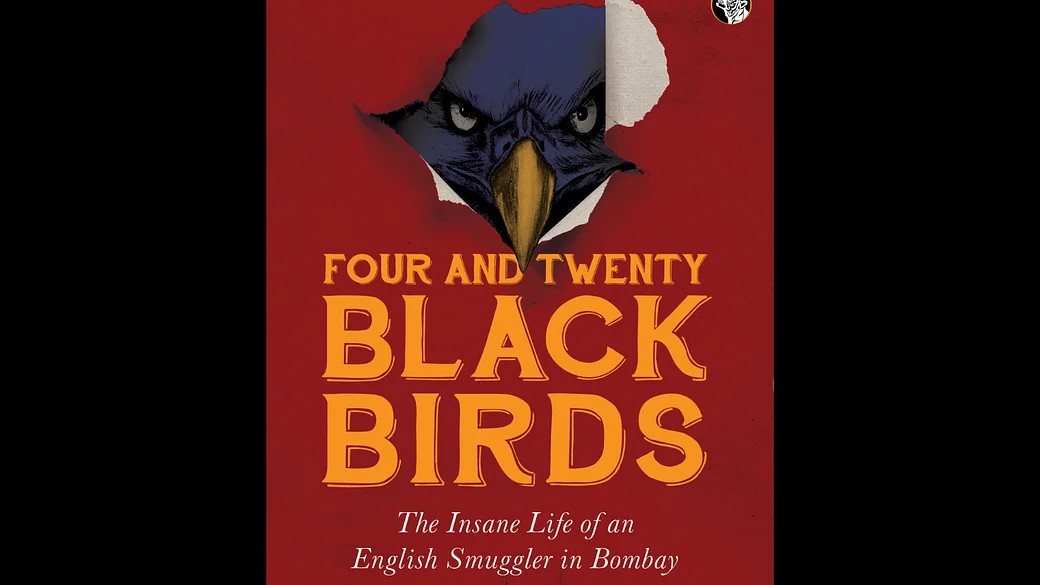 FOUR AND TWENTY
BLACK
BIRDS
The Insane Life of an
English Smuggler in Bombay